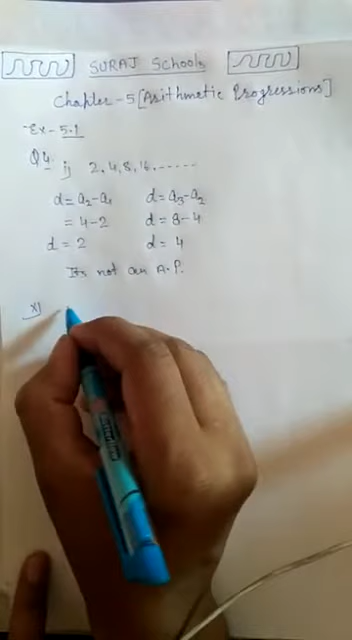 SURAJ Schools
Chapter-5 [Arithmetic Progressions]
Ex-5.1
Q4. i) 2, 4, 8, 16, ------
d = a₂-a₁ d = a₃-a₂
= 4-2 d = 8-4
d = 2 d = 4
It's not an A.P.
xi)